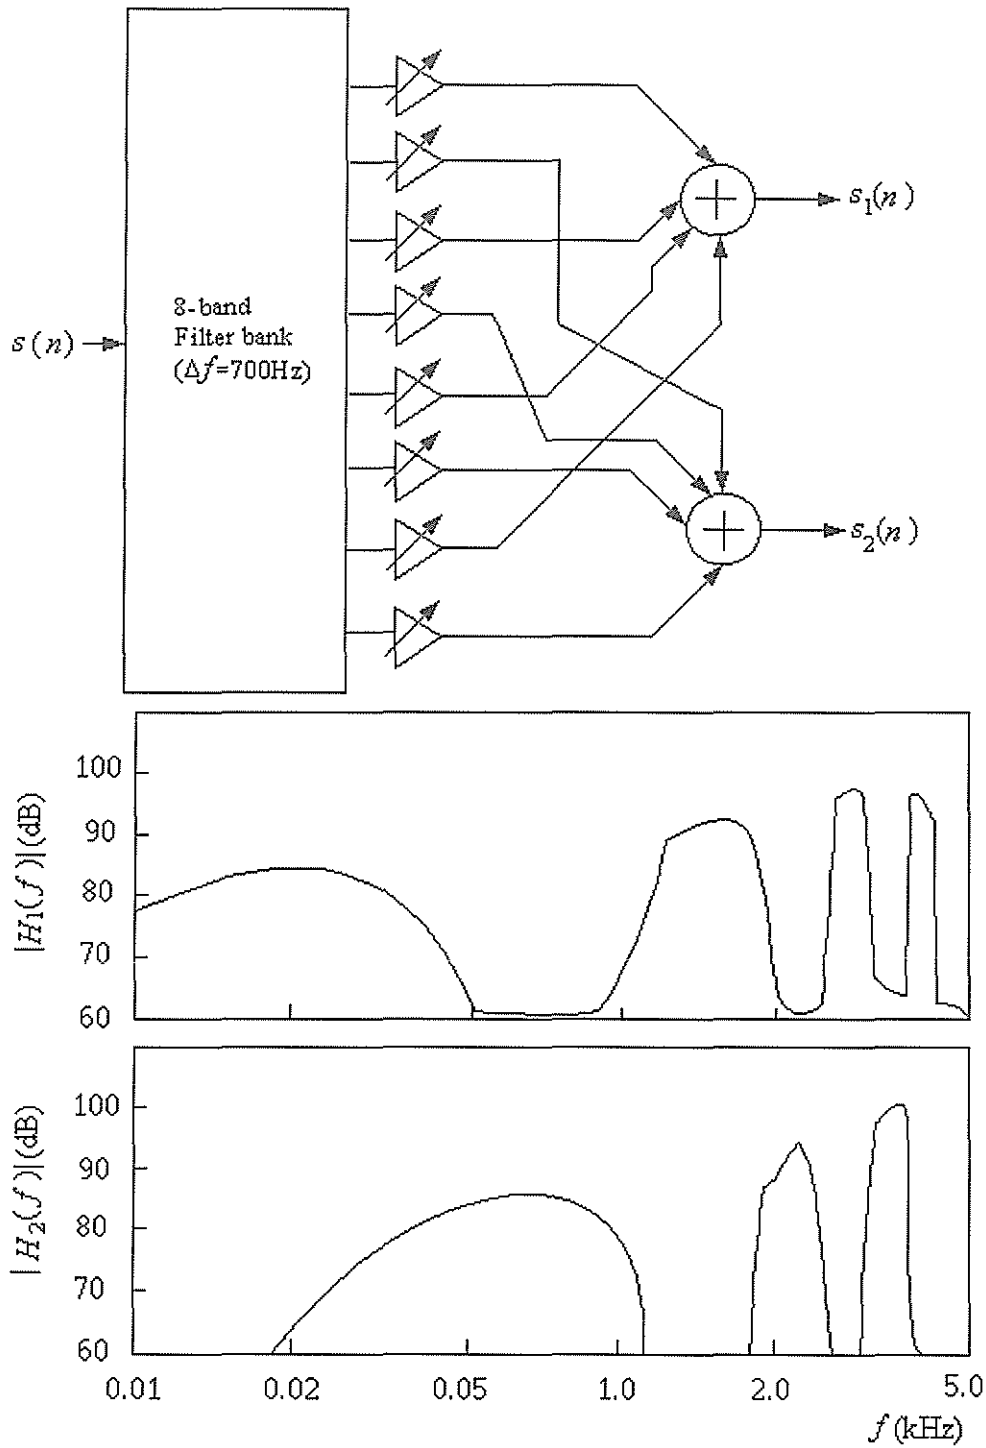 s(n)
8-band
Filter bank
(Δf=700Hz)
s₁(n)
s₂(n)
|H₁(f)|(dB)
100
90
80
70
60
|H₂(f)|(dB)
100
90
80
70
60
0.01 0.02 0.05 1.0 2.0 5.0
f (kHz)